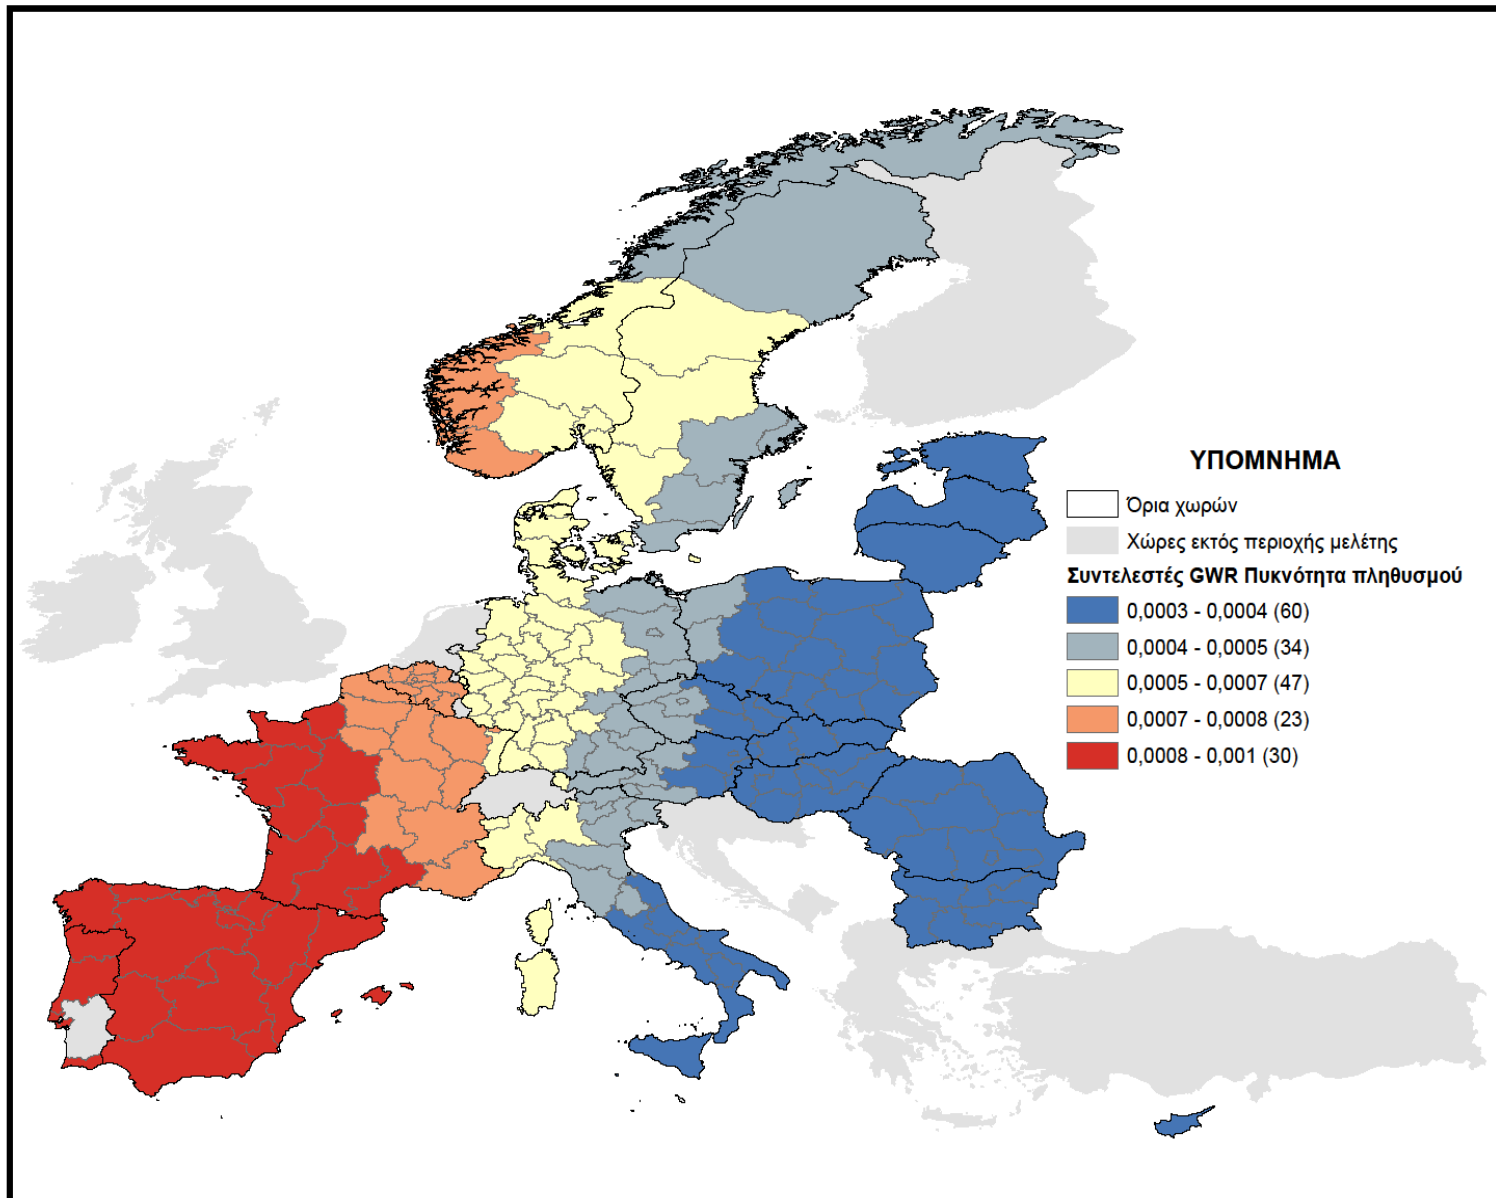 ΥΠΟΜΝΗΜΑ
Όρια χωρών
Χώρες εκτός περιοχής μελέτης
Συντελεστές GWR Πυκνότητα πληθυσμού
0,0003 - 0,0004 (60)
0,0004 - 0,0005 (34)
0,0005 - 0,0007 (47)
0,0007 - 0,0008 (23)
0,0008 - 0,001 (30)